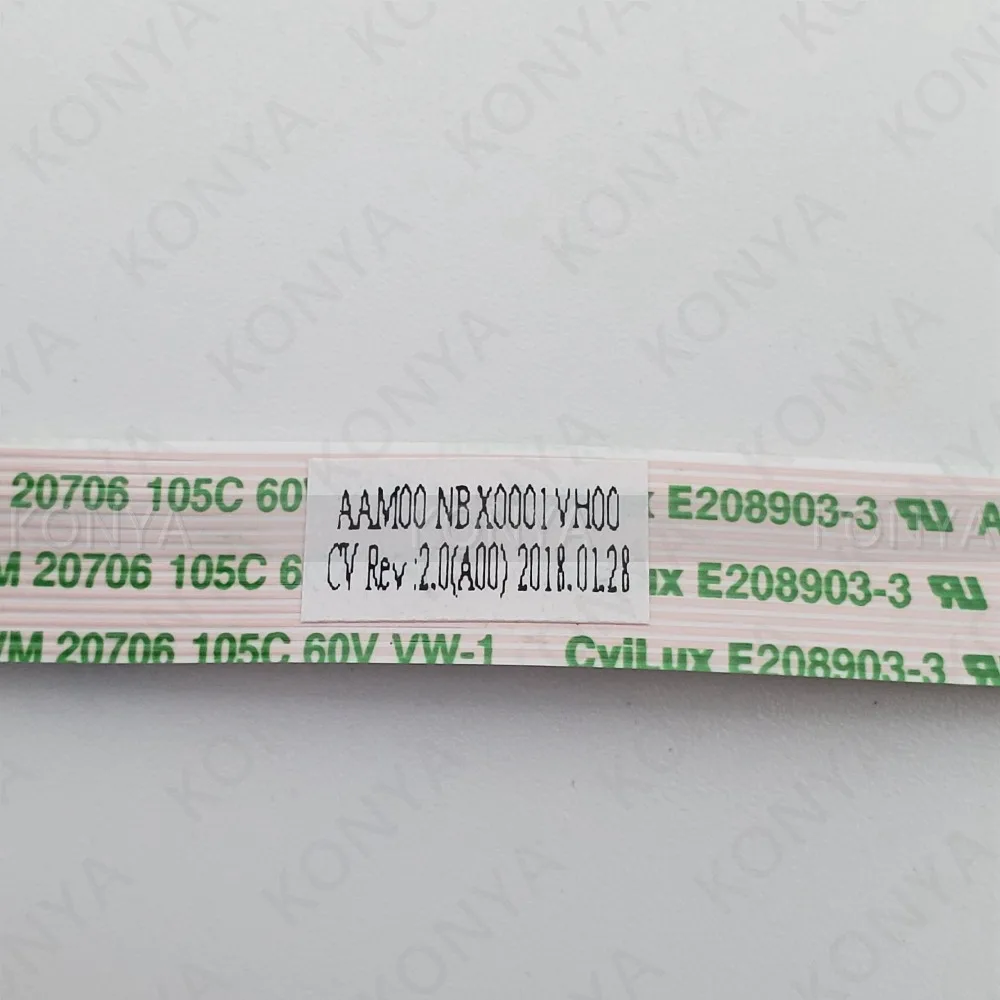 20706 105C 60V
AAM00 NBX0001VH00
E208903-3
M 20706 105C 6
CV Rev :2.0(A00) 2018.01.28
ux E208903-3
M 20706 105C 60V VW-1 CviLux E208903-3
KONYA